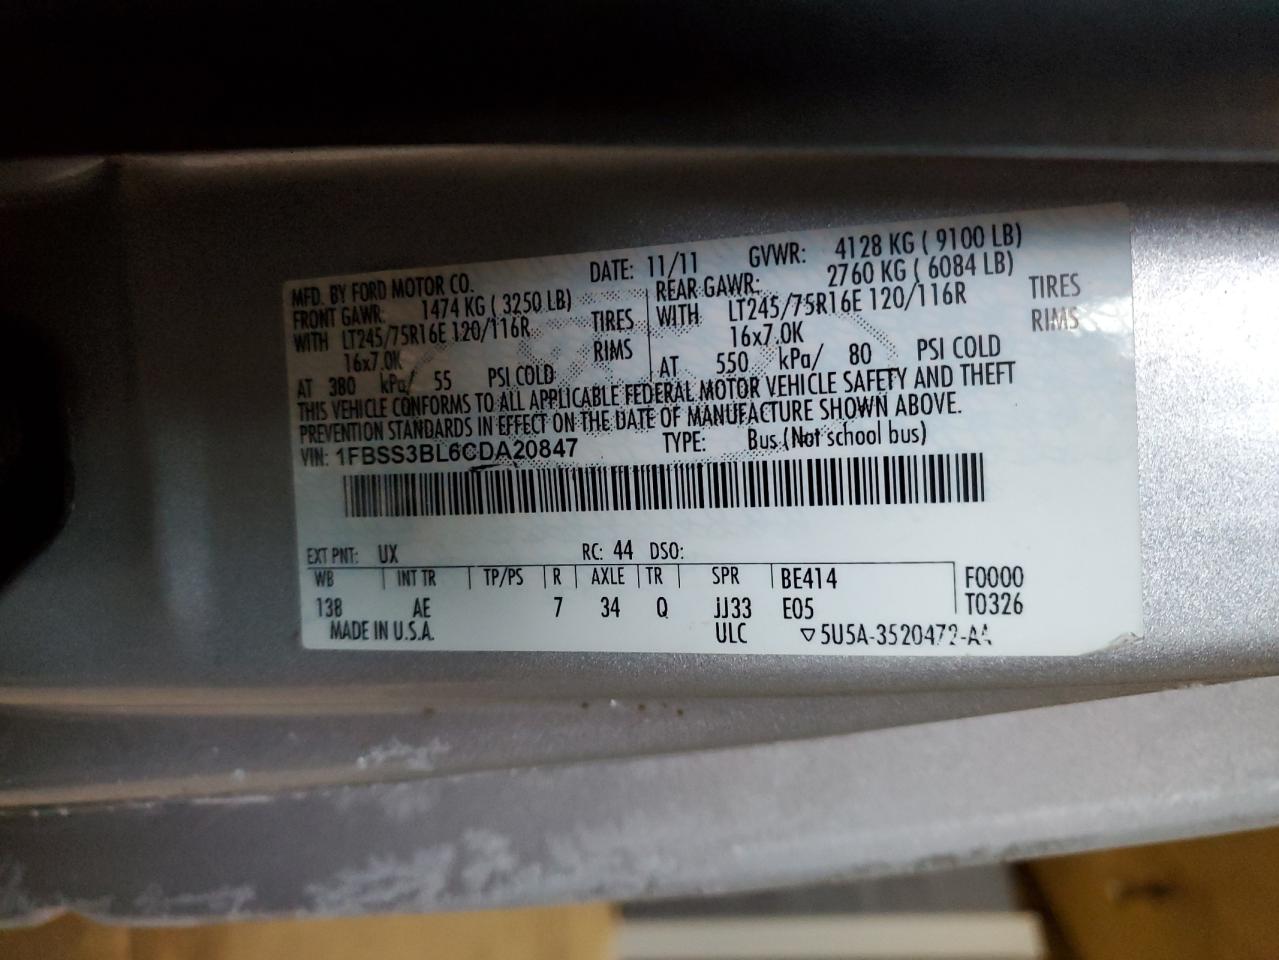 MFD. BY FORD MOTOR CO. DATE: 11/11 GVWR: 4128 KG ( 9100 LB)
FRONT GAWR: 1474 KG ( 3250 LB) REAR GAWR: 2760 KG ( 6084 LB)
WITH LT245/75R16E 120/116R TIRES WITH LT245/75R16E 120/116R TIRES
16x7.0K RIMS 16x7.0K RIMS
AT 380 kPa/ 55 PSI COLD AT 550 kPa/ 80 PSI COLD
THIS VEHICLE CONFORMS TO ALL APPLICABLE FEDERAL MOTOR VEHICLE SAFETY AND THEFT
PREVENTION STANDARDS IN EFFECT ON THE DATE OF MANUFACTURE SHOWN ABOVE.
VIN: 1FBSS3BL6CDA20847 TYPE: Bus (Not school bus)
EXT PNT: UX RC: 44 DSO:
WB INT TR TP/PS R AXLE TR SPR BE414 F0000
138 AE 7 34 Q JJ33 E05 T0326
MADE IN U.S.A. ULC ▽5U5A-3520472-AA